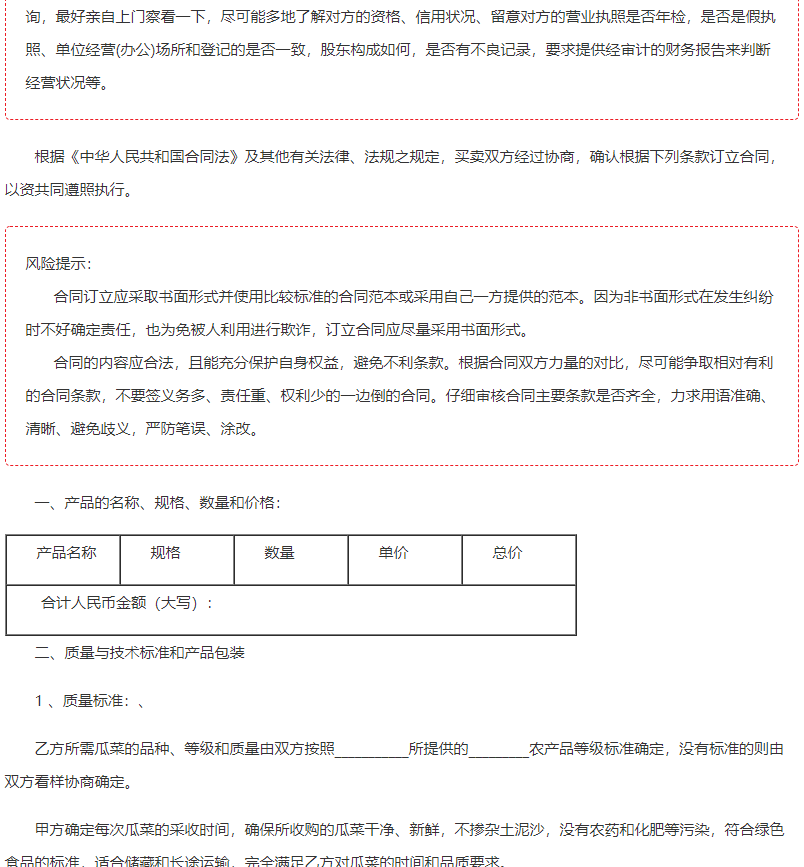 询，最好亲自上门察看一下，尽可能多地了解对方的资格、信用状况、留意对方的营业执照是否年检，是否是假执
照、单位经营(办公)场所和登记的是否一致，股东构成如何，是否有不良记录，要求提供经审计的财务报告来判断
经营状况等。
根据《中华人民共和国合同法》及其他有关法律、法规之规定，买卖双方经过协商，确认根据下列条款订立合同，
以资共同遵照执行。
风险提示：
合同订立应采取书面形式并使用比较标准的合同范本或采用自己一方提供的范本。因为非书面形式在发生纠纷
时不好确定责任，也为免被人利用进行欺诈，订立合同应尽量采用书面形式。
合同的内容应合法，且能充分保护自身权益，避免不利条款。根据合同双方力量的对比，尽可能争取相对有利
的合同条款，不要签义务多、责任重、权利少的一边倒的合同。仔细审核合同主要条款是否齐全，力求用语准确、
清晰、避免歧义，严防笔误、涂改。
一、产品的名称、规格、数量和价格：
产品名称 规格 数量 单价 总价
合计人民币金额（大写）：
二、质量与技术标准和产品包装
1 、质量标准：、
乙方所需瓜菜的品种、等级和质量由双方按照__________所提供的________农产品等级标准确定，没有标准的则由
双方看样协商确定。
甲方确定每次瓜菜的采收时间，确保所收购的瓜菜干净、新鲜，不掺杂土泥沙，没有农药和化肥等污染，符合绿色
食品的标准，适合储藏和长途运输，完全满足乙方对瓜菜的时间和品质要求。